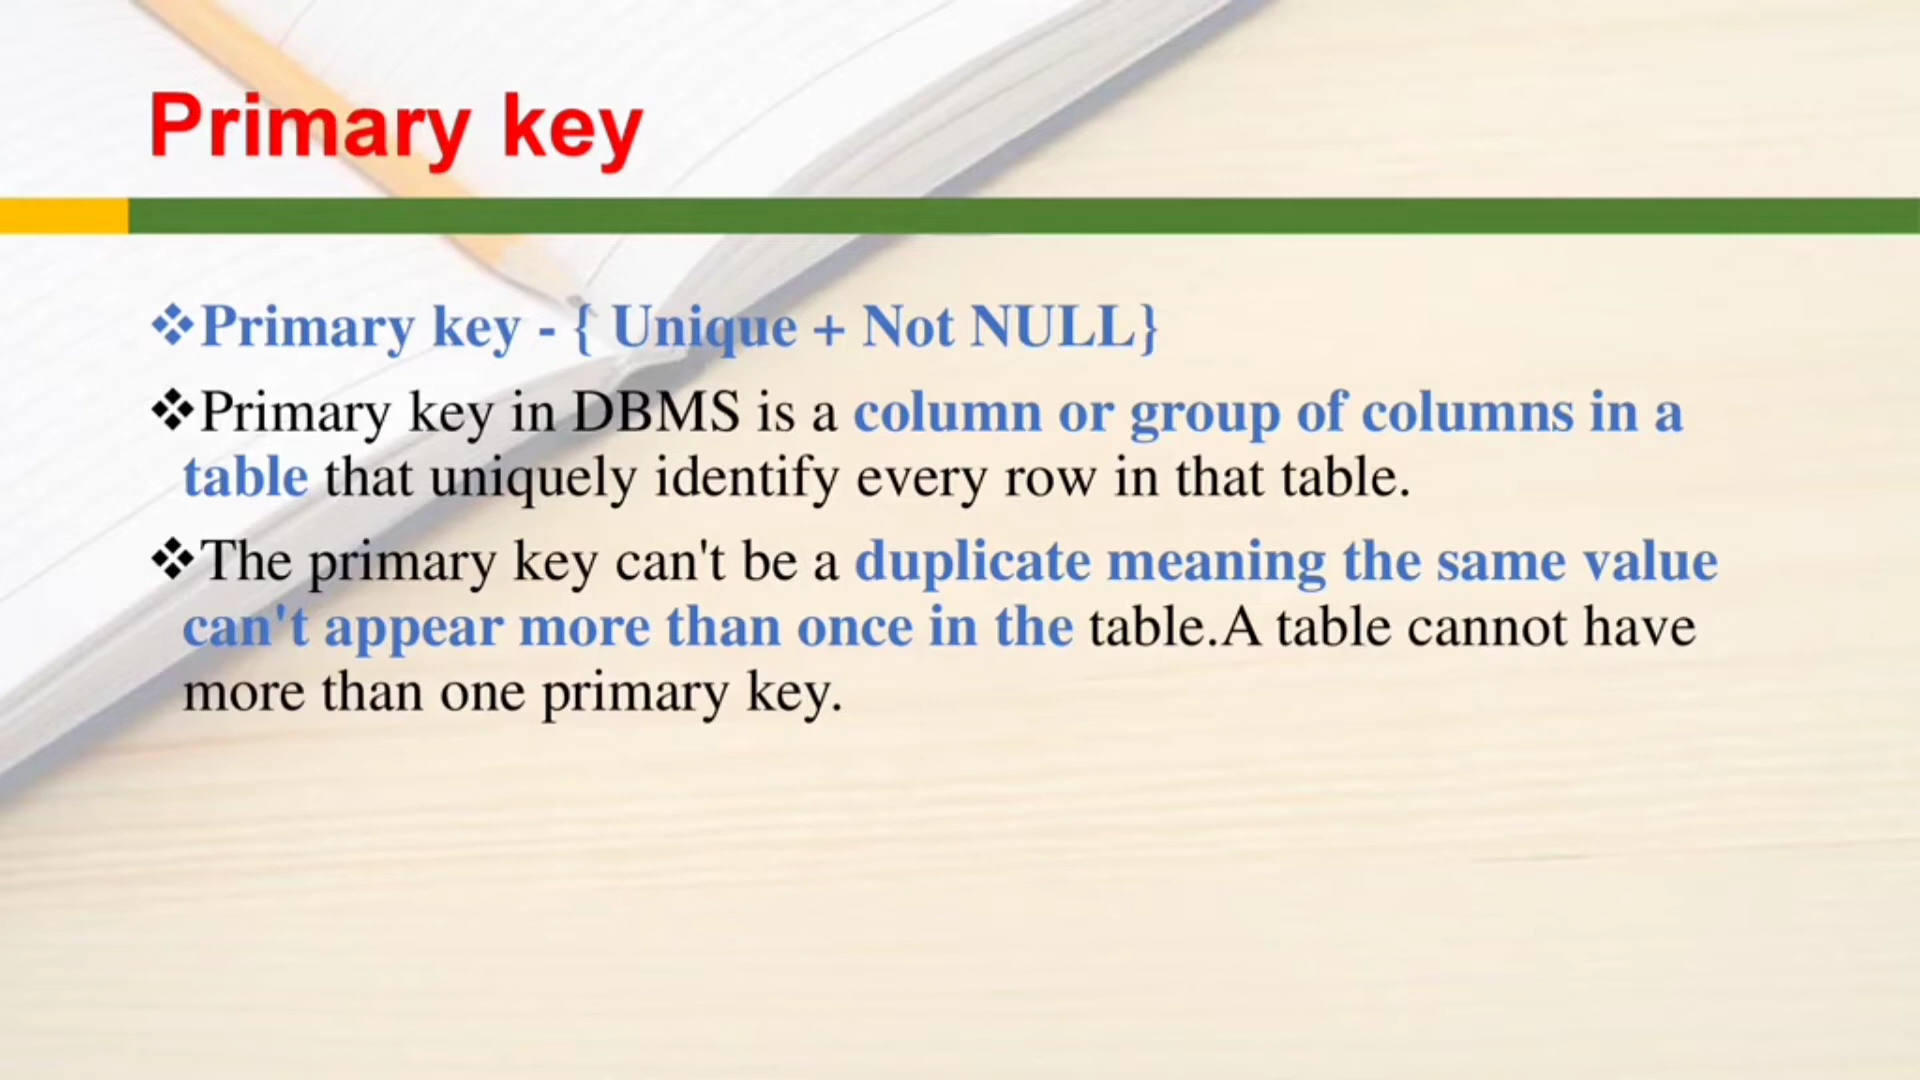 Primary key
❖Primary key - { Unique + Not NULL}
❖Primary key in DBMS is a column or group of columns in a
table that uniquely identify every row in that table.
❖The primary key can't be a duplicate meaning the same value
can't appear more than once in the table.A table cannot have
more than one primary key.